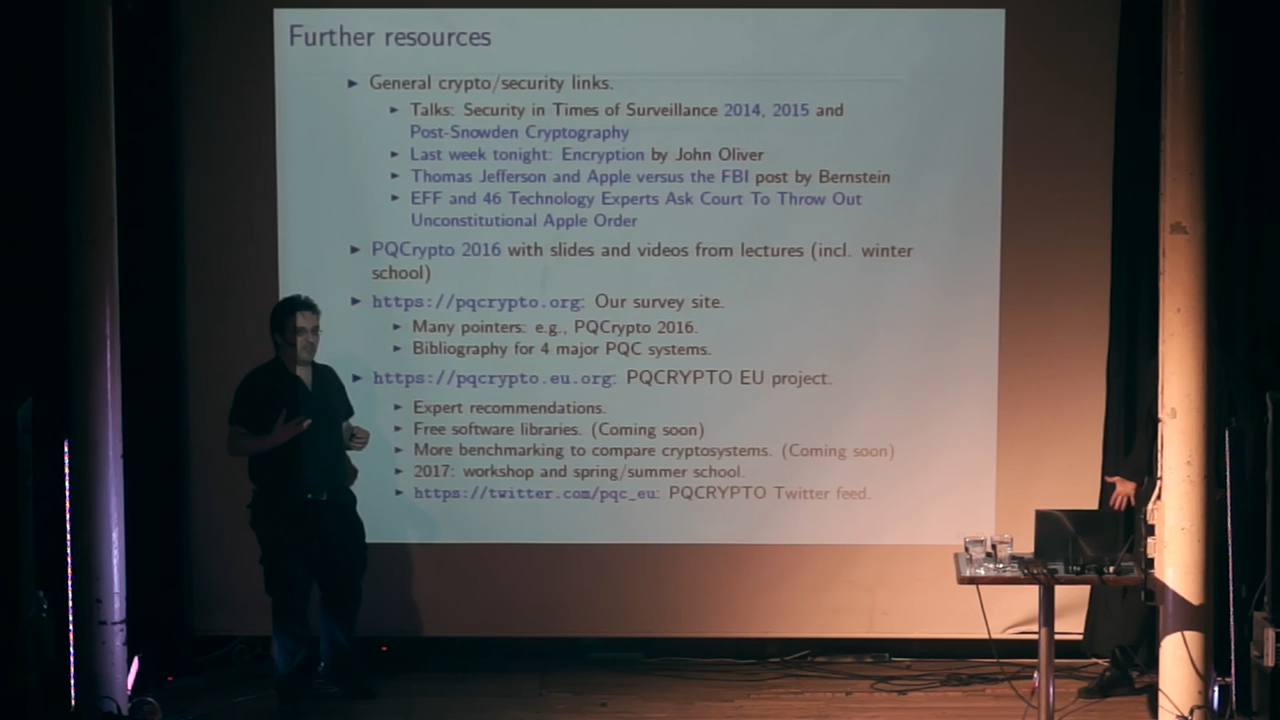 Further resources
► General crypto/security links.
► Talks: Security in Times of Surveillance 2014, 2015 and
Post-Snowden Cryptography
► Last week tonight: Encryption by John Oliver
► Thomas Jefferson and Apple versus the FBI post by Bernstein
► EFF and 46 Technology Experts Ask Court To Throw Out
Unconstitutional Apple Order
► PQCrypto 2016 with slides and videos from lectures (incl. winter
school)
► https://pqcrypto.org: Our survey site.
► Many pointers: e.g., PQCrypto 2016.
► Bibliography for 4 major PQC systems.
► https://pqcrypto.eu.org: PQCRYPTO EU project.
► Expert recommendations.
► Free software libraries. (Coming soon)
► More benchmarking to compare cryptosystems. (Coming soon)
► 2017: workshop and spring/summer school.
► https://twitter.com/pqc_eu: PQCRYPTO Twitter feed.